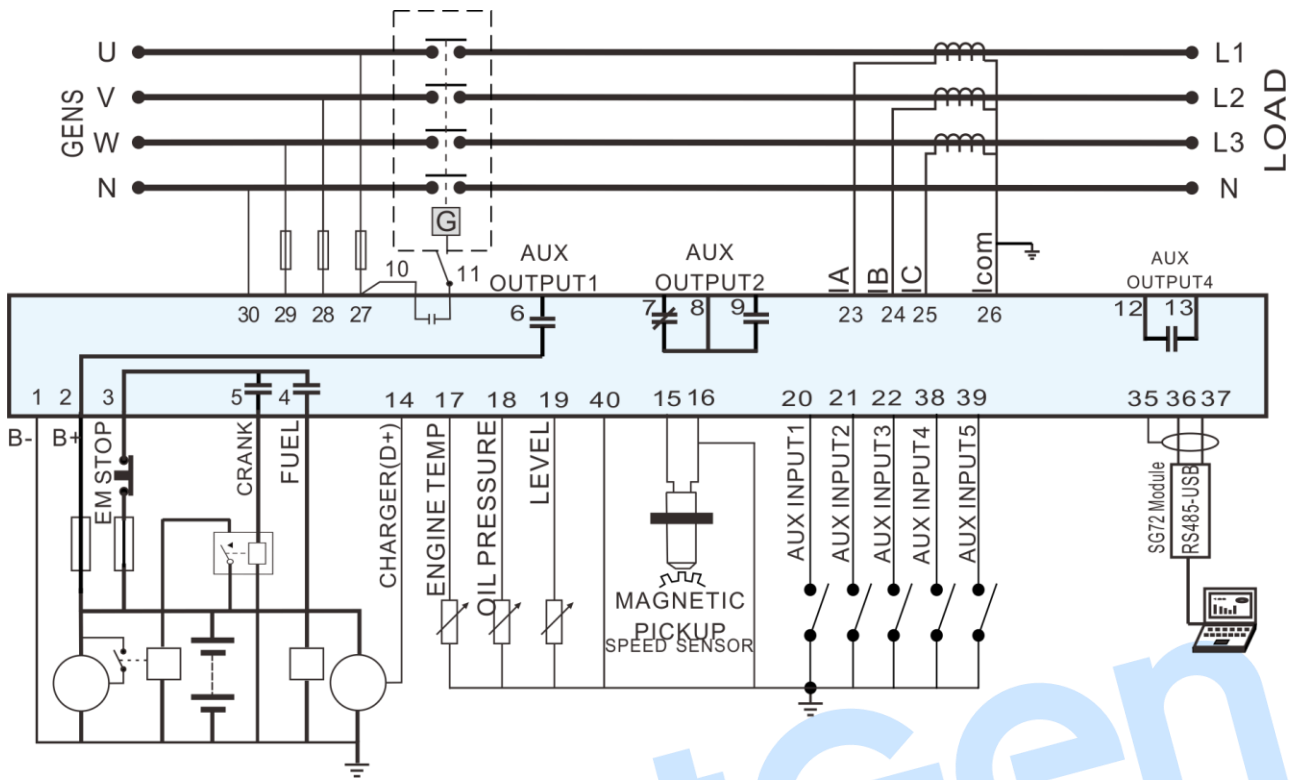 GENS
U
V
W
N
L1
L2
L3
N
LOAD
G
10
11
AUX
OUTPUT1
AUX
OUTPUT2
AUX
OUTPUT4
IA
IB
IC
Icom
30 29 28 27
6
7 8 9
23 24 25 26
12 13
1 2 3 5 4 14 17 18 19 40 15 16 20 21 22 38 39 35 36 37
B- B+
EM STOP
CRANK
FUEL
CHARGER(D+)
ENGINE TEMP
OIL PRESSURE
LEVEL
MAGNETIC
PICKUP
SPEED SENSOR
AUX INPUT1
AUX INPUT2
AUX INPUT3
AUX INPUT4
AUX INPUT5
SG72 Module
RS485-USB